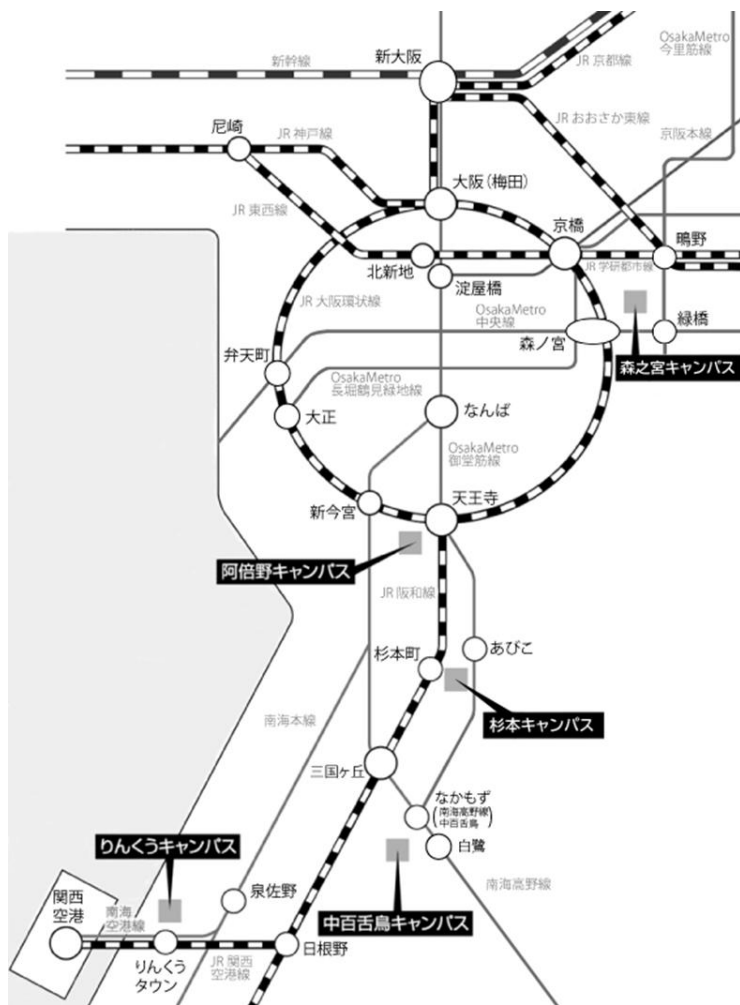 新大阪
新幹線
JR 京都線
OsakaMetro
今里筋線
尼崎
JR 神戸線
JR おおさか東線
京阪本線
大阪（梅田）
JR 東西線
京橋
鴫野
北新地
淀屋橋
JR 学研都市線
JR 大阪環状線
OsakaMetro
中央線
森ノ宮
緑橋
森之宮キャンパス
弁天町
OsakaMetro
長堀鶴見緑地線
大正
なんば
OsakaMetro
御堂筋線
新今宮
天王寺
阿倍野キャンパス
JR 阪和線
杉本町
あびこ
杉本キャンパス
南海本線
三国ヶ丘
なかもず
(南海高野線)
中百舌鳥
白鷺
りんくうキャンパス
中百舌鳥キャンパス
南海高野線
泉佐野
関西
空港
南海
空港線
りんくう
タウン
JR 関西
空港線
日根野